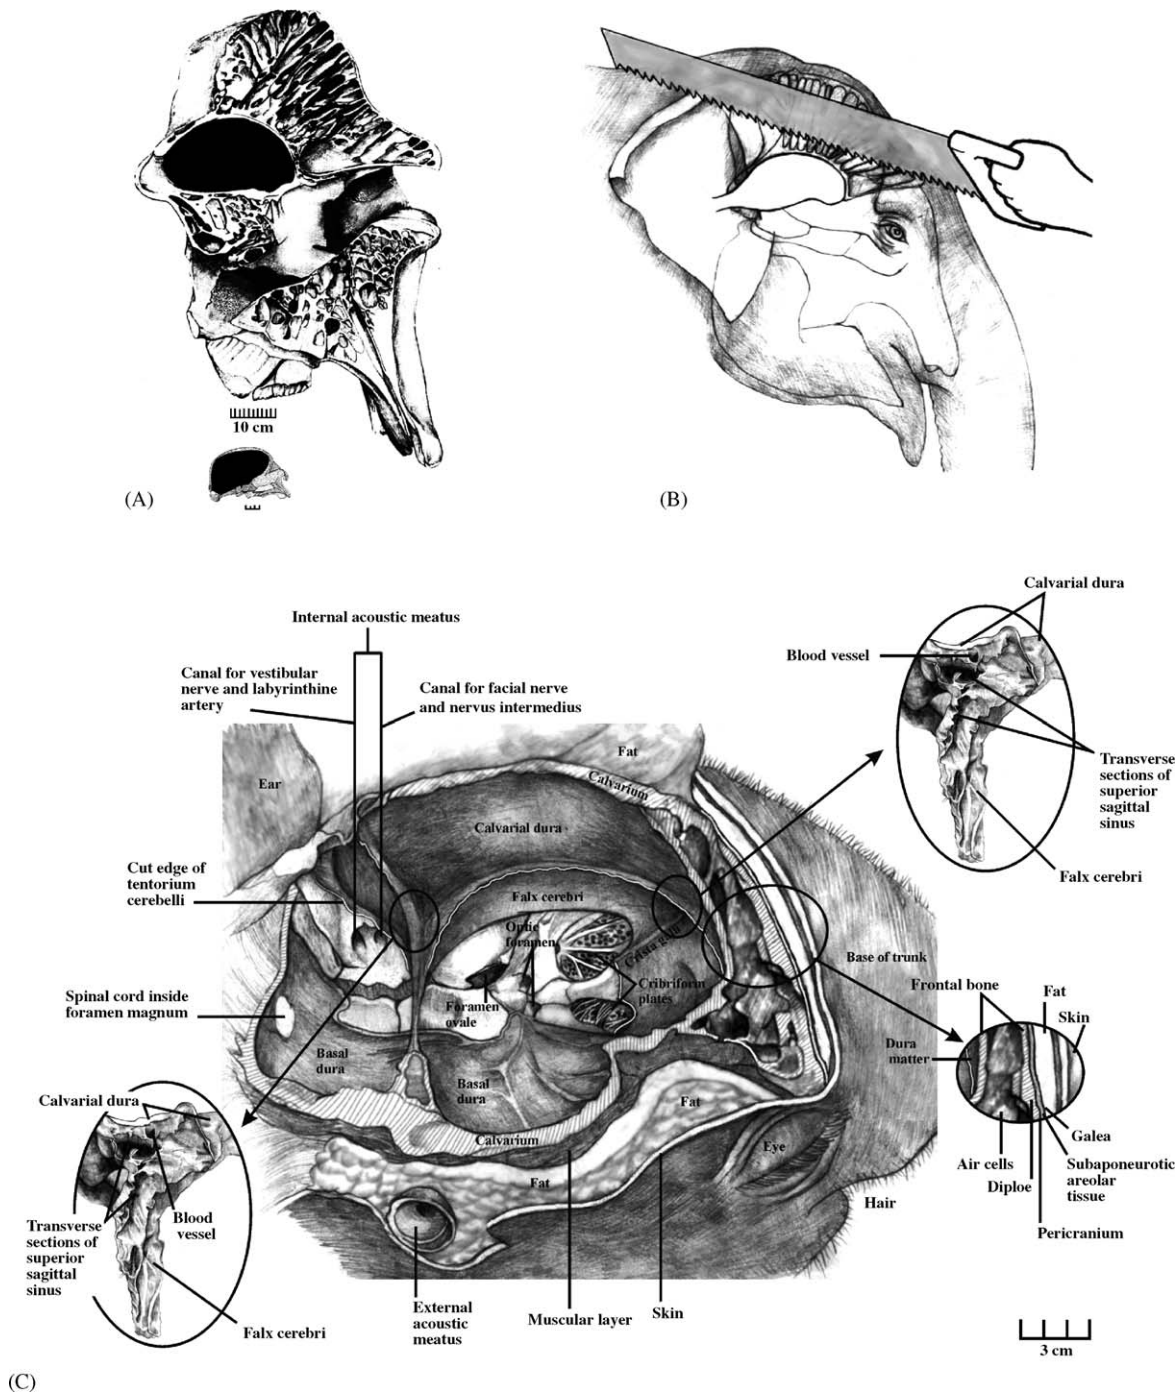 10 cm
(A)
(B)
Calvarial dura
Blood vessel
Transverse
sections of
superior
sagittal
sinus
Falx cerebri
Internal acoustic meatus
Canal for vestibular
nerve and labyrinthine
artery
Canal for facial nerve
and nervus intermedius
Ear
Fat
Calvarium
Calvarial dura
Cut edge of
tentorium
cerebelli
Falx cerebri
Optic
foramen
Crista galli
Cribriform
plates
Foramen
ovale
Base of trunk
Spinal cord inside
foramen magnum
Basal
dura
Basal
dura
Frontal bone
Fat
Skin
Dura
matter
Galea
Air cells
Subaponeurotic
areolar
tissue
Diploe
Pericranium
Calvarium
Fat
Fat
Eye
Hair
Calvarial dura
Transverse
sections of
superior
sagittal
sinus
Blood
vessel
Falx cerebri
External
acoustic
meatus
Muscular layer
Skin
3 cm
(C)